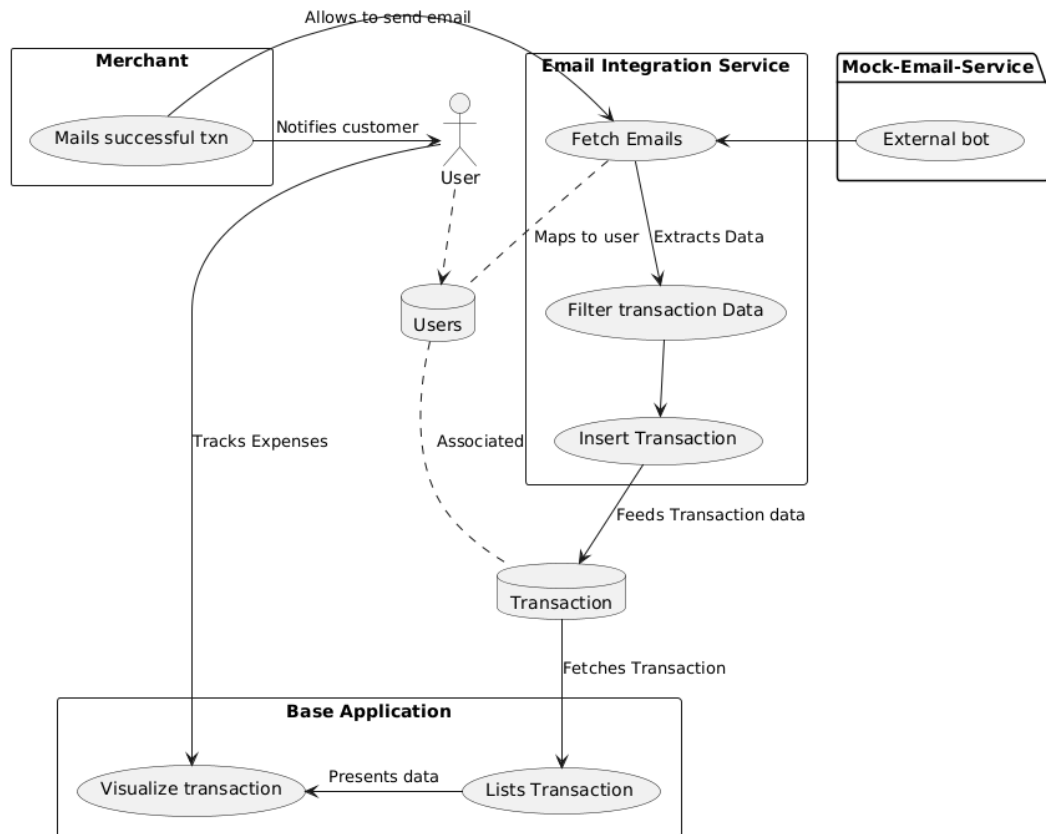 Allows to send email
Merchant
Email Integration Service
Mock-Email-Service
Mails successful txn
Notifies customer
User
Fetch Emails
External bot
Maps to user
Extracts Data
Users
Filter transaction Data
Tracks Expenses
Associated
Insert Transaction
Feeds Transaction data
Transaction
Fetches Transaction
Base Application
Visualize transaction
Presents data
Lists Transaction